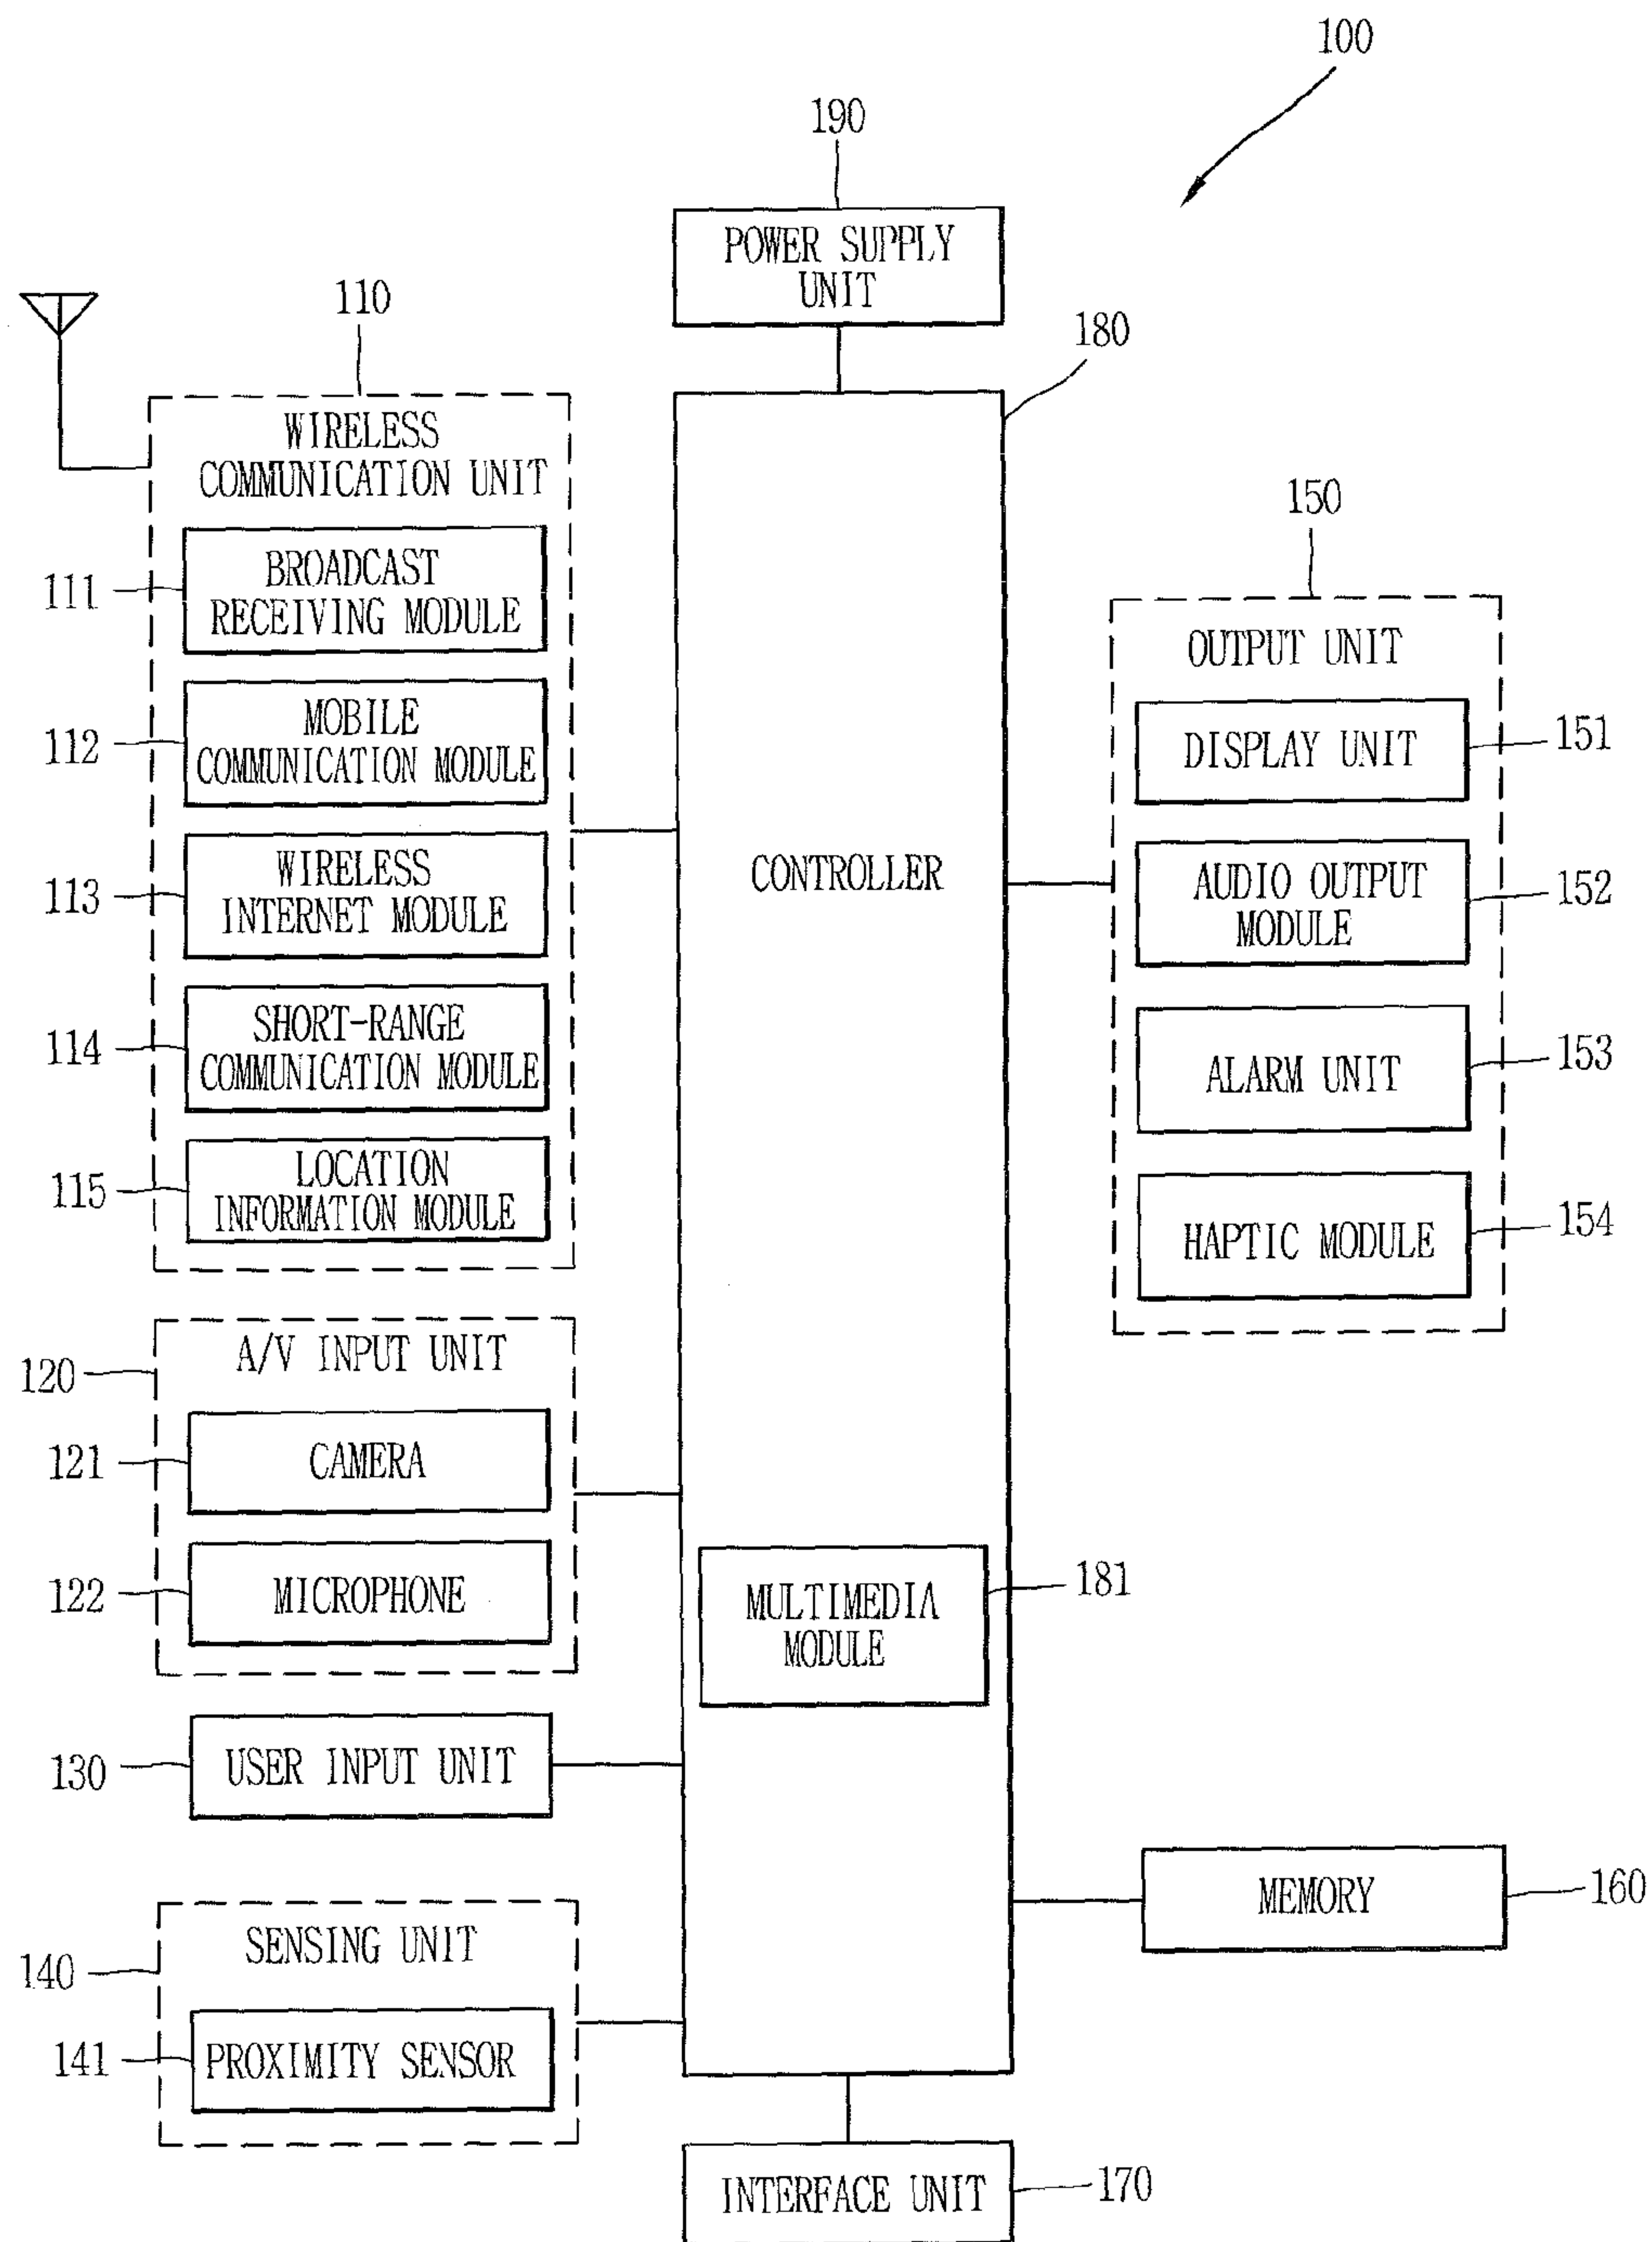 100
190
POWER SUPPLY
UNIT
110
180
WIRELESS
COMMUNICATION UNIT
111
BROADCAST
RECEIVING MODULE
112
MOBILE
COMMUNICATION MODULE
113
WIRELESS
INTERNET MODULE
114
SHORT-RANGE
COMMUNICATION MODULE
115
LOCATION
INFORMATION MODULE
CONTROLLER
150
OUTPUT UNIT
DISPLAY UNIT
151
AUDIO OUTPUT
MODULE
152
ALARM UNIT
153
HAPTIC MODULE
154
A/V INPUT UNIT
120
121
CAMERA
122
MICROPHONE
MULTIMEDIA
MODULE
181
130
USER INPUT UNIT
MEMORY
160
SENSING UNIT
140
141
PROXIMITY SENSOR
INTERFACE UNIT
170